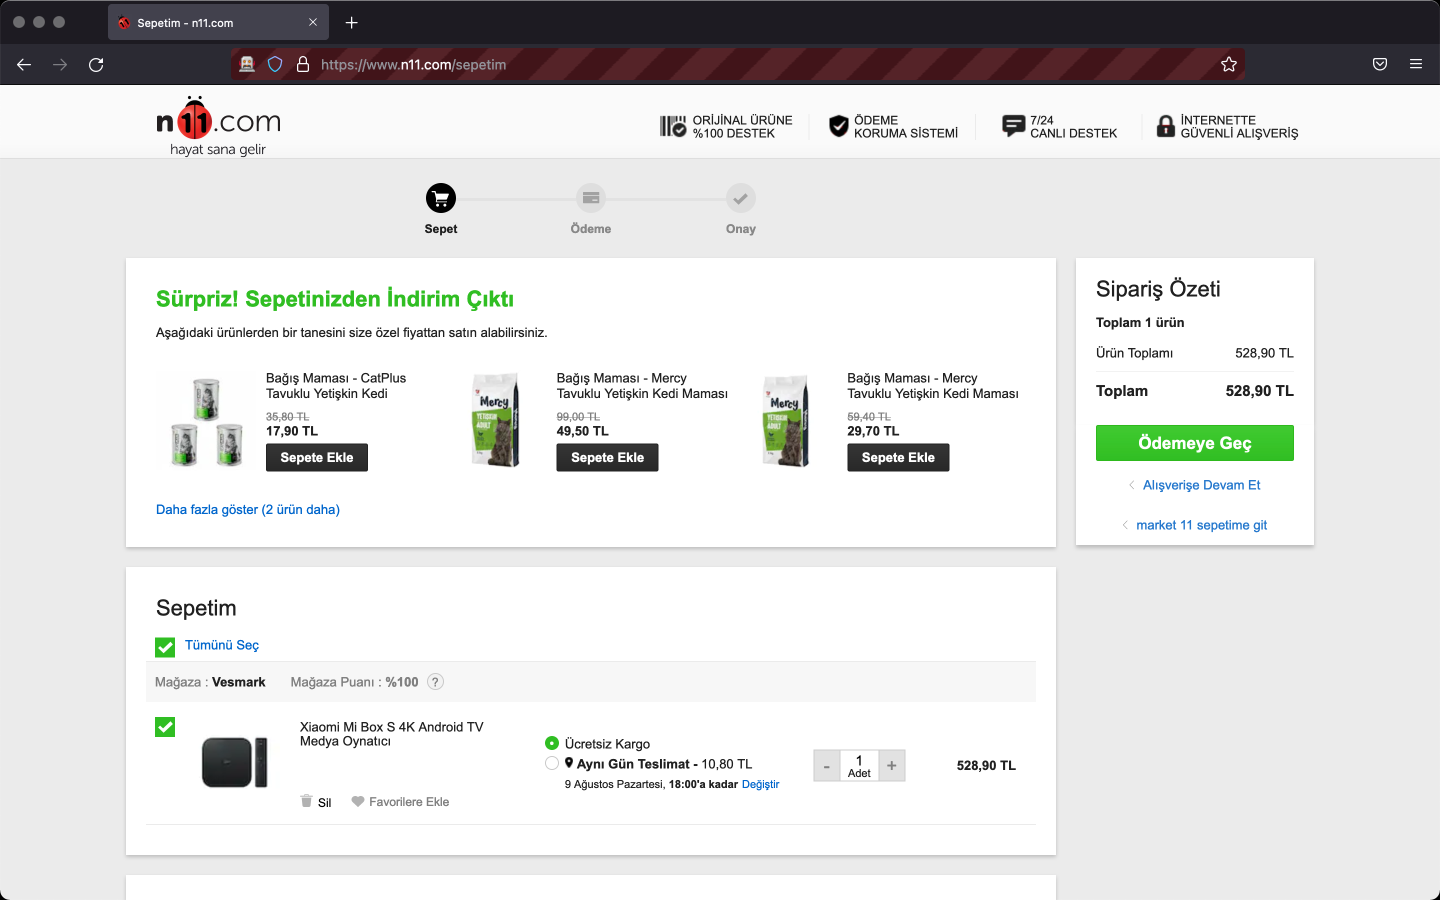 Sepetim - n11.com
https://www.n11.com/sepetim
n11.com
hayat sana gelir
ORİJİNAL ÜRÜNE
%100 DESTEK
ÖDEME
KORUMA SİSTEMİ
7/24
CANLI DESTEK
İNTERNETTE
GÜVENLİ ALIŞVERİŞ
Sepet
Ödeme
Onay
Sürpriz! Sepetinizden İndirim Çıktı
Aşağıdaki ürünlerden bir tanesini size özel fiyattan satın alabilirsiniz.
Bağış Maması - CatPlus
Tavuklu Yetişkin Kedi
35,80 TL
17,90 TL
Sepete Ekle
Mercy
YETİŞKİN
ADULT
Bağış Maması - Mercy
Tavuklu Yetişkin Kedi Maması
99,00 TL
49,50 TL
Sepete Ekle
Mercy
YETİŞKİN
ADULT
Bağış Maması - Mercy
Tavuklu Yetişkin Kedi Maması
59,40 TL
29,70 TL
Sepete Ekle
Daha fazla göster (2 ürün daha)
Sipariş Özeti
Toplam 1 ürün
Ürün Toplamı 528,90 TL
Toplam 528,90 TL
Ödemeye Geç
Alışverişe Devam Et
market 11 sepetime git
Sepetim
Tümünü Seç
Mağaza : Vesmark Mağaza Puanı : %100 ?
Xiaomi Mi Box S 4K Android TV
Medya Oynatıcı
Sil Favorilere Ekle
Ücretsiz Kargo
Aynı Gün Teslimat - 10,80 TL
9 Ağustos Pazartesi, 18:00'a kadar Değiştir
- 1 +
Adet
528,90 TL